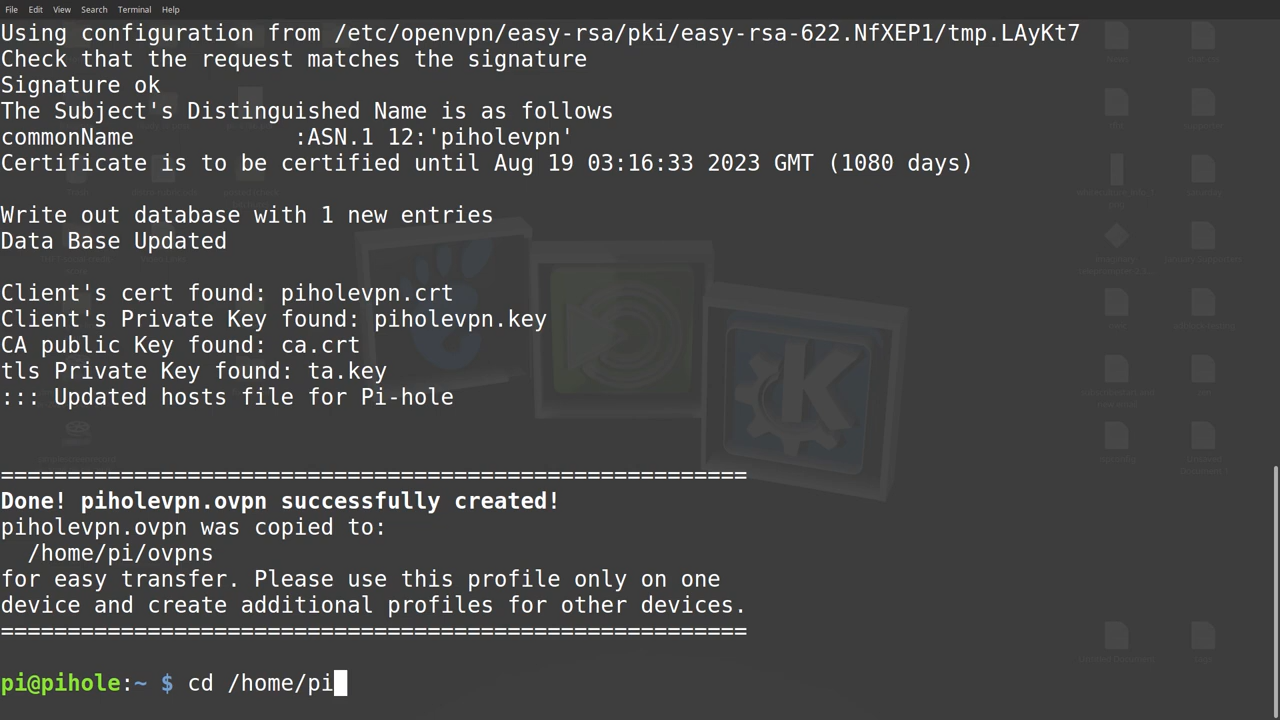 File Edit View Search Terminal Help
Using configuration from /etc/openvpn/easy-rsa/pki/easy-rsa-622.NfXEP1/tmp.LAyKt7
Check that the request matches the signature
Signature ok
The Subject's Distinguished Name is as follows
commonName            :ASN.1 12:'piholevpn'
Certificate is to be certified until Aug 19 03:16:33 2023 GMT (1080 days)
Write out database with 1 new entries
Data Base Updated
Client's cert found: piholevpn.crt
Client's Private Key found: piholevpn.key
CA public Key found: ca.crt
tls Private Key found: ta.key
::: Updated hosts file for Pi-hole
========================================================
Done! piholevpn.ovpn successfully created!
piholevpn.ovpn was copied to:
  /home/pi/ovpns
for easy transfer. Please use this profile only on one
device and create additional profiles for other devices.
========================================================
pi@pihole:~ $ cd /home/pi